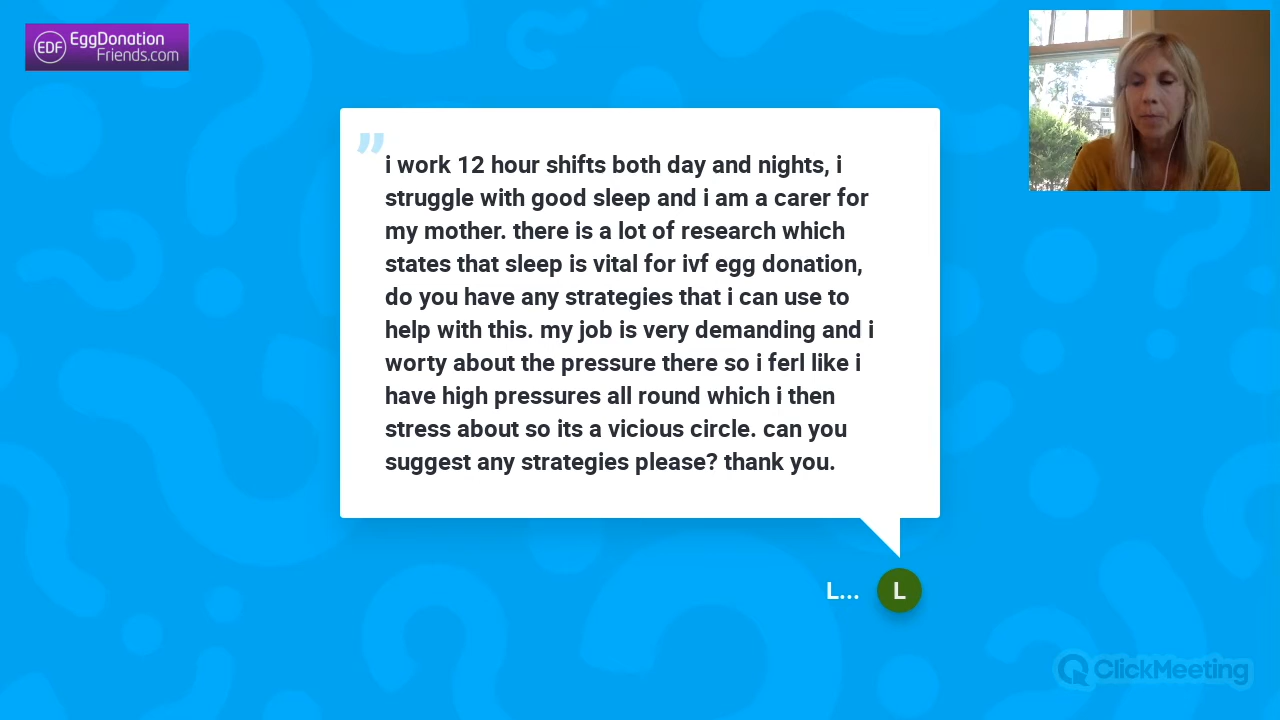 EDF EggDonation
Friends.com
i work 12 hour shifts both day and nights, i
struggle with good sleep and i am a carer for
my mother. there is a lot of research which
states that sleep is vital for ivf egg donation,
do you have any strategies that i can use to
help with this. my job is very demanding and i
worty about the pressure there so i ferl like i
have high pressures all round which i then
stress about so its a vicious circle. can you
suggest any strategies please? thank you.
L... L
ClickMeeting